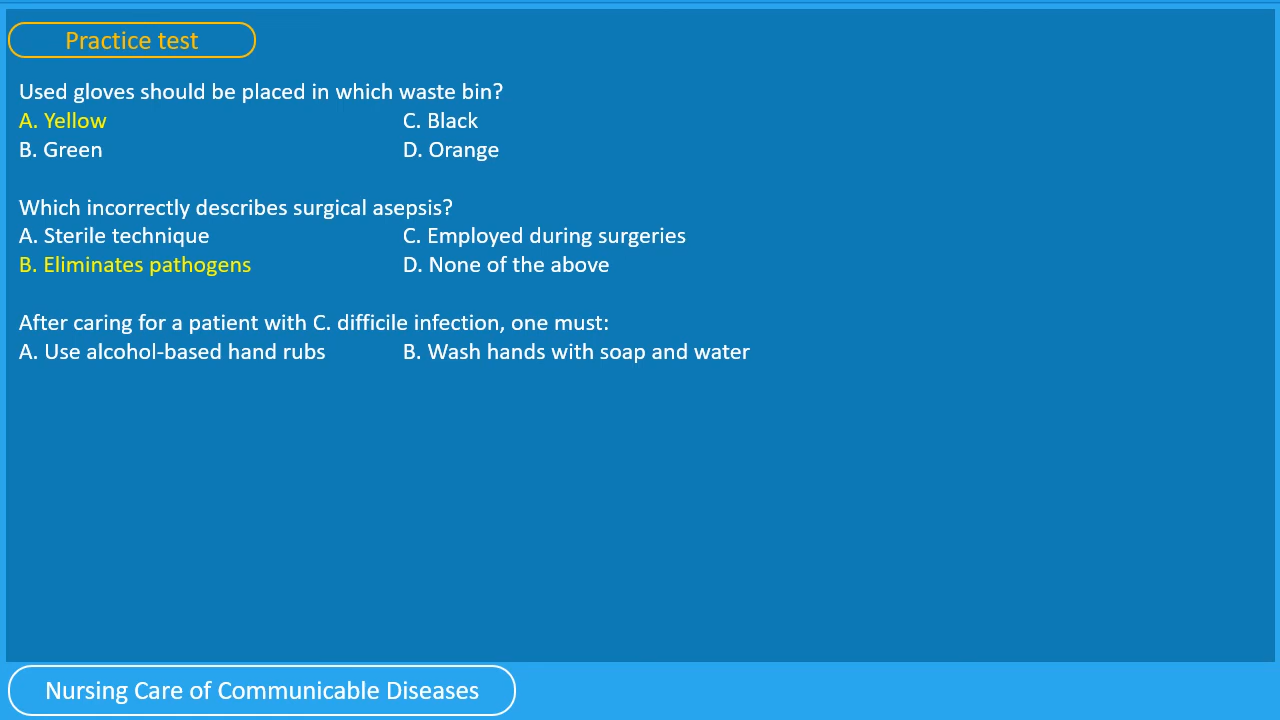 Practice test
Used gloves should be placed in which waste bin?
A. Yellow C. Black
B. Green D. Orange
Which incorrectly describes surgical asepsis?
A. Sterile technique C. Employed during surgeries
B. Eliminates pathogens D. None of the above
After caring for a patient with C. difficile infection, one must:
A. Use alcohol-based hand rubs B. Wash hands with soap and water
Nursing Care of Communicable Diseases